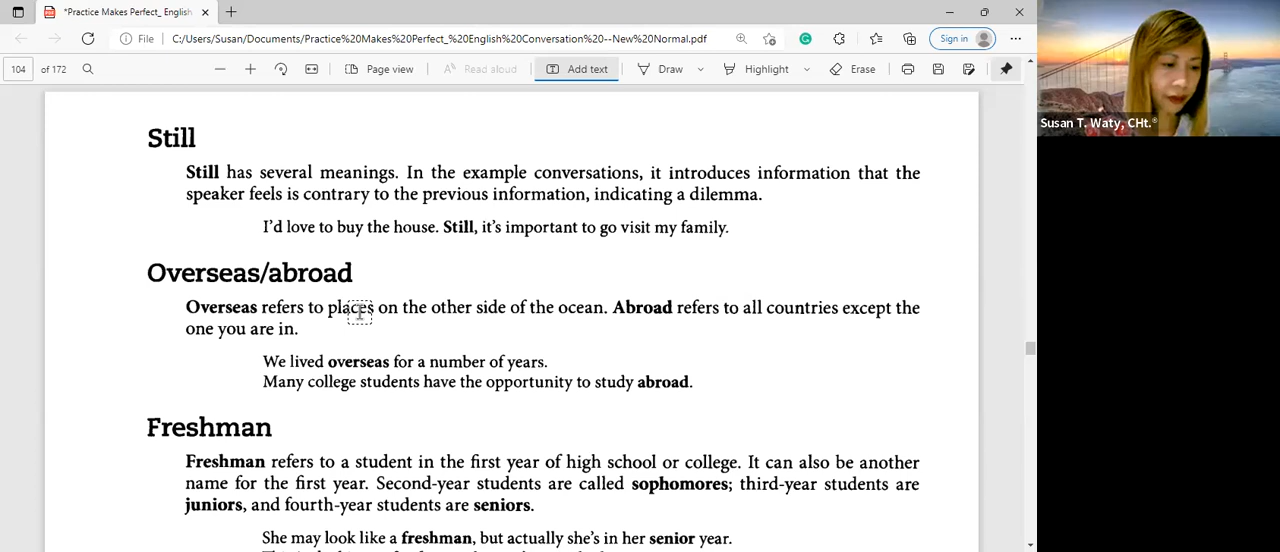 *Practice Makes Perfect_ English
File C:/Users/Susan/Documents/Practice%20Makes%20Perfect_%20English%20Conversation%20--New%20Normal.pdf Sign in
104 of 172 Page view Read aloud Add text Draw Highlight Erase
Susan T. Waty, CHt.®
Still
Still has several meanings. In the example conversations, it introduces information that the
speaker feels is contrary to the previous information, indicating a dilemma.
I'd love to buy the house. Still, it's important to go visit my family.
Overseas/abroad
Overseas refers to places on the other side of the ocean. Abroad refers to all countries except the
one you are in.
We lived overseas for a number of years.
Many college students have the opportunity to study abroad.
Freshman
Freshman refers to a student in the first year of high school or college. It can also be another
name for the first year. Second-year students are called sophomores; third-year students are
juniors, and fourth-year students are seniors.
She may look like a freshman, but actually she's in her senior year.